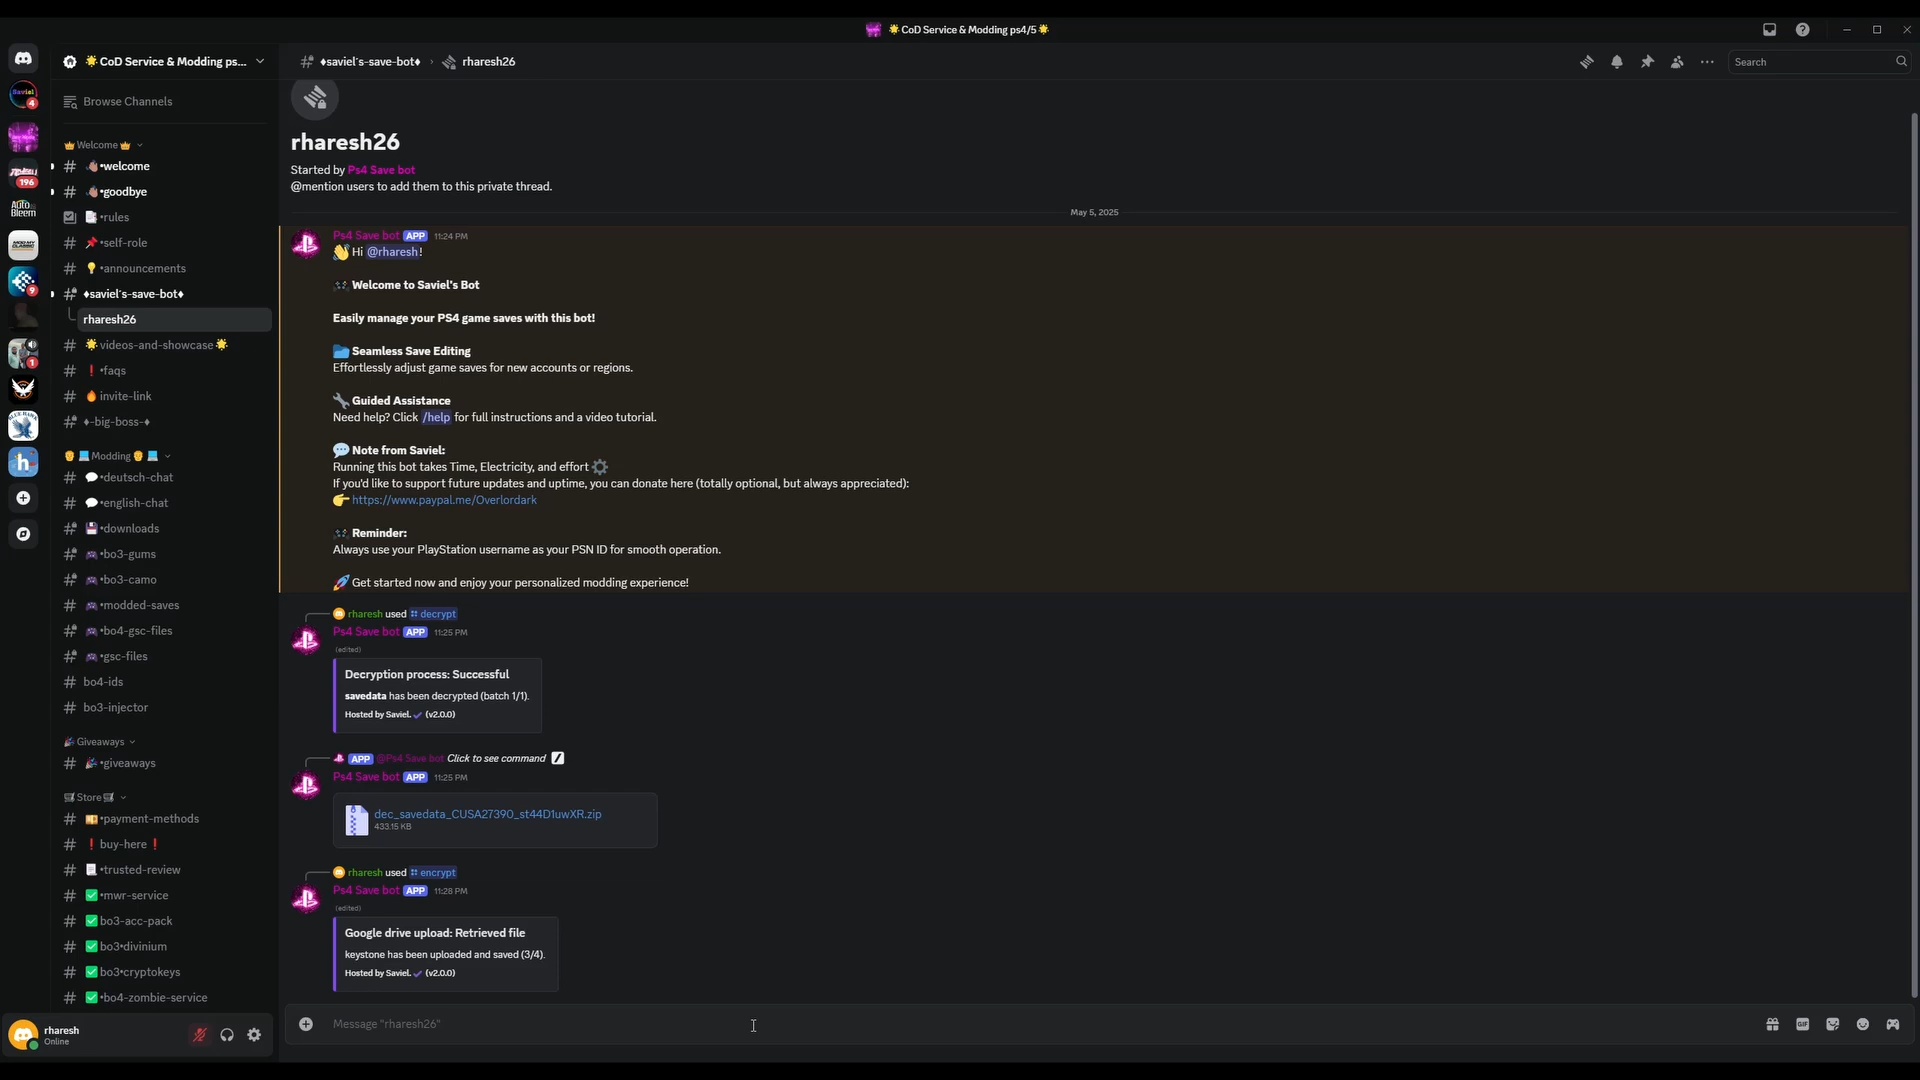 🌟 CoD Service & Modding ps4/5 🌟
🌟 CoD Service & Modding ps...
♦saviel's-save-bot♦ › rharesh26
Search
Saviel
4
196
Auto Bleem
9
1
h
Browse Channels
👑 Welcome 👑
👋🏽•welcome
👋🏽•goodbye
📑•rules
📌•self-role
💡•announcements
♦saviel's-save-bot♦
rharesh26
🌟videos-and-showcase🌟
❗•faqs
🔥invite-link
♦-big-boss-♦
Modding
💬•deutsch-chat
💬•english-chat
💾•downloads
🎮•bo3-gums
🎮•bo3-camo
🎮•modded-saves
🎮•bo4-gsc-files
🎮•gsc-files
bo4-ids
bo3-injector
🎉 Giveaways
🎉•giveaways
🛒 Store 🛒
💴•payment-methods
❗buy-here❗
📃•trusted-review
✅•mwr-service
✅bo3-acc-pack
✅bo3•divinium
✅bo3•cryptokeys
✅•bo4-zombie-service
rharesh
Online
rharesh26
Started by Ps4 Save bot
@mention users to add them to this private thread.
May 5, 2025
Ps4 Save bot APP 11:24 PM
👋 Hi @rharesh!
🎮 Welcome to Saviel's Bot
Easily manage your PS4 game saves with this bot!
📂 Seamless Save Editing
Effortlessly adjust game saves for new accounts or regions.
🔧 Guided Assistance
Need help? Click /help for full instructions and a video tutorial.
💬 Note from Saviel:
Running this bot takes Time, Electricity, and effort ⚙️
If you'd like to support future updates and uptime, you can donate here (totally optional, but always appreciated):
👉 https://www.paypal.me/Overlordark
🎮 Reminder:
Always use your PlayStation username as your PSN ID for smooth operation.
🚀 Get started now and enjoy your personalized modding experience!
rharesh used decrypt
Ps4 Save bot APP 11:25 PM
(edited)
Decryption process: Successful
savedata has been decrypted (batch 1/1).
Hosted by Saviel. ✔ (v2.0.0)
APP @Ps4 Save bot Click to see command
Ps4 Save bot APP 11:25 PM
dec_savedata_CUSA27390_st44D1uwXR.zip
433.15 KB
rharesh used encrypt
Ps4 Save bot APP 11:28 PM
(edited)
Google drive upload: Retrieved file
keystone has been uploaded and saved (3/4).
Hosted by Saviel. ✔ (v2.0.0)
Message "rharesh26"
GIF